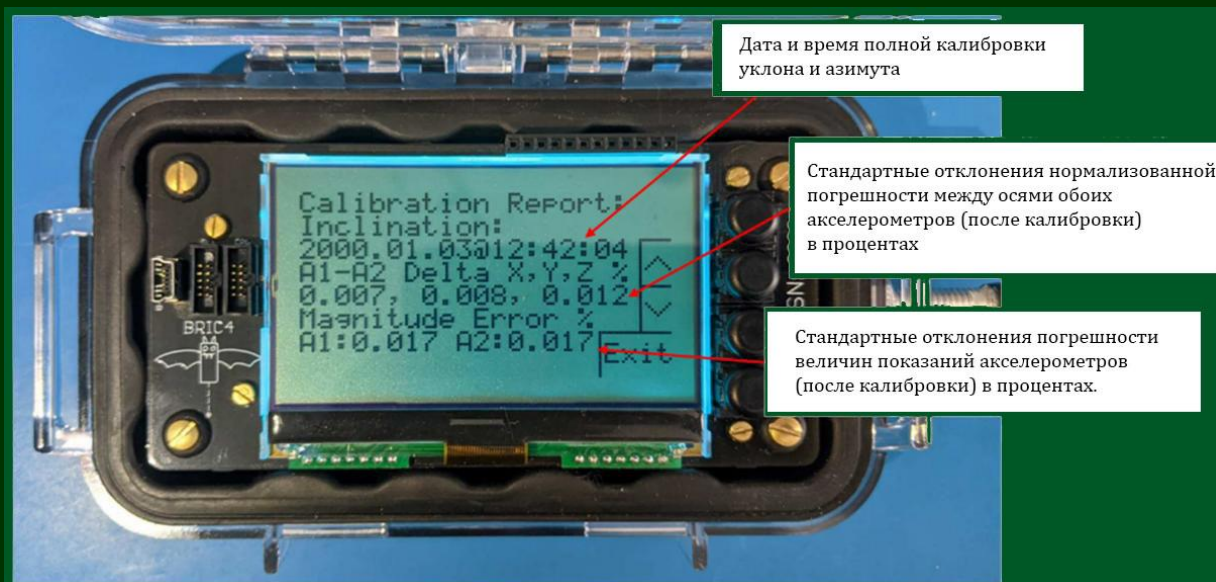 Дата и время полной калибровки
уклона и азимута
Стандартные отклонения нормализованной
погрешности между осями обоих
акселерометров (после калибровки)
в процентах
Стандартные отклонения погрешности
величин показаний акселерометров
(после калибровки) в процентах.
Calibration Report:
Inclination:
2000.01.03@12:42:04
A1-A2 Delta X,Y,Z %
0.007, 0.008, 0.012
Magnitude Error %
A1:0.017 A2:0.017
Exit
BRIC4